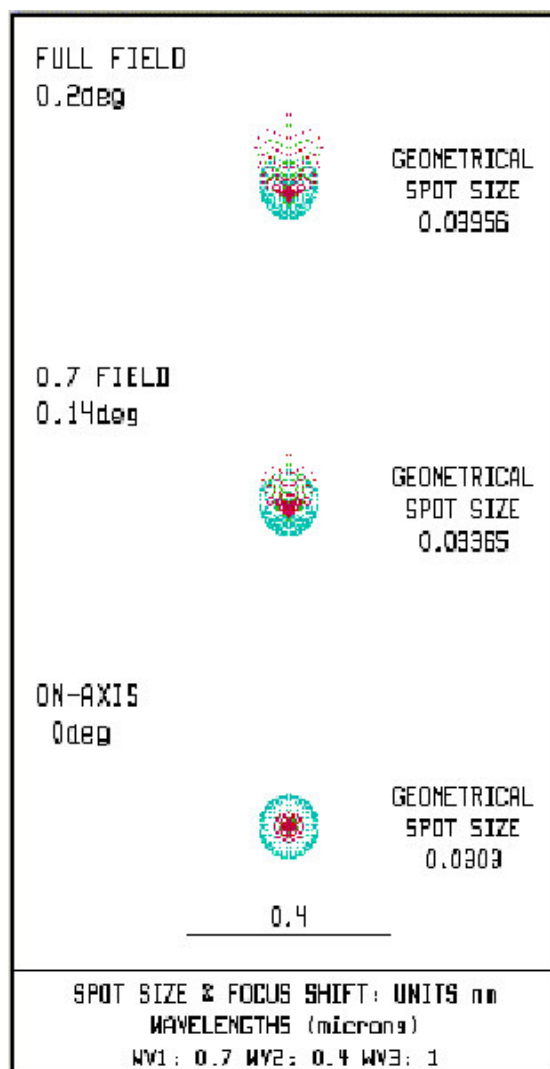 FULL FIELD
0.2deg
GEOMETRICAL
SPOT SIZE
0.03956
0.7 FIELD
0.14deg
GEOMETRICAL
SPOT SIZE
0.03365
ON-AXIS
0deg
GEOMETRICAL
SPOT SIZE
0.0303
0.4
SPOT SIZE & FOCUS SHIFT: UNITS mm
WAVELENGTHS (microns)
WV1: 0.7 WV2: 0.4 WV3: 1